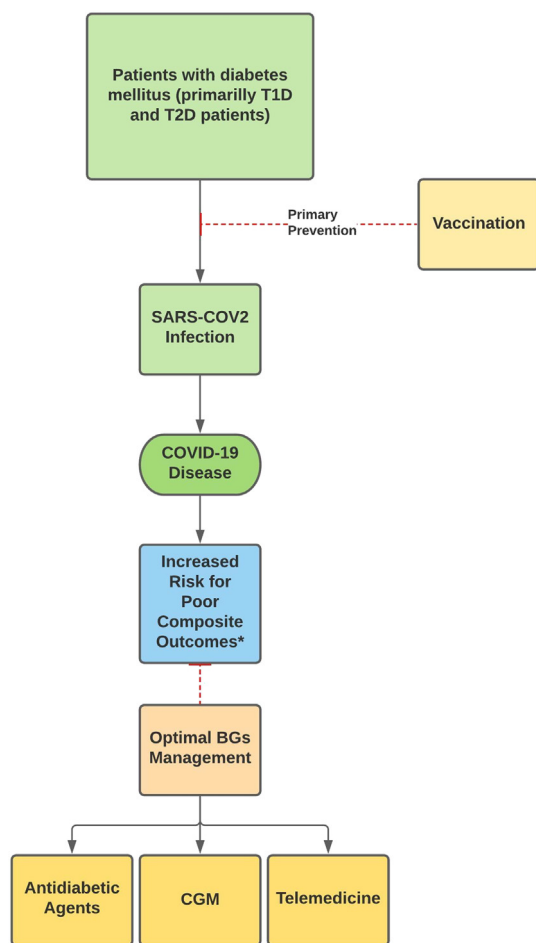 Patients with diabetes
mellitus (primarilly T1D
and T2D patients)
Primary
Prevention
Vaccination
SARS-COV2
Infection
COVID-19
Disease
Increased
Risk for
Poor
Composite
Outcomes*
Optimal BGs
Management
Antidiabetic
Agents
CGM
Telemedicine